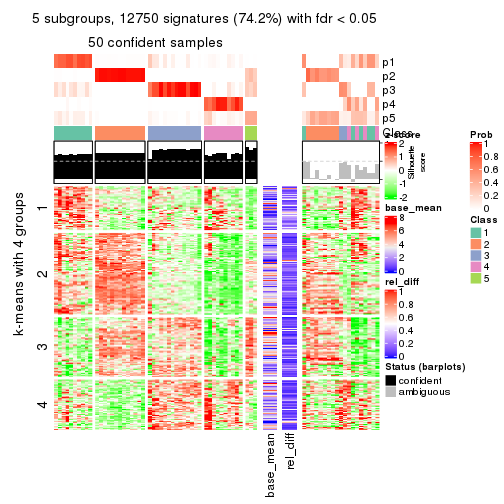 5 subgroups, 12750 signatures (74.2%) with fdr < 0.05
50 confident samples
p1
p2
p3
p4
p5
Class
k-means with 4 groups
1
2
3
4
base_mean
rel_diff
z-score
2
1
0
-1
-2
Silhouette
score
base_mean
8
6
4
2
0
rel_diff
1
0.8
0.6
0.4
0.2
0
Status (barplots)
confident
ambiguous
Prob
1
0.8
0.6
0.4
0.2
0
Class
1
2
3
4
5